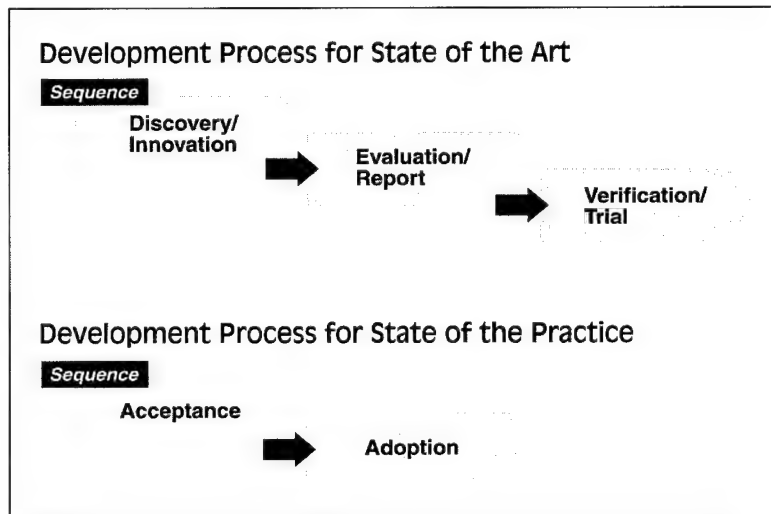 Development Process for State of the Art
Sequence
Discovery/
Innovation
Evaluation/
Report
Verification/
Trial
Development Process for State of the Practice
Sequence
Acceptance
Adoption